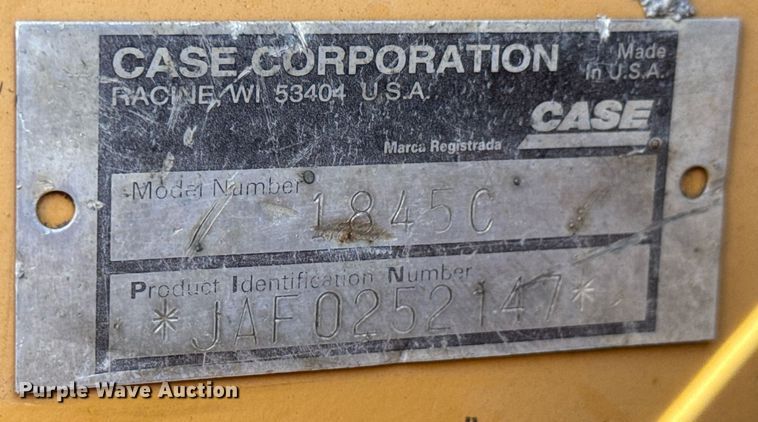 CASE CORPORATION
RACINE, WI 53404 U.S.A.
Made
In U.S.A.
CASE
Marca Registrada
Model Number
1845C
Product Identification Number
*JAF0252147*
Purple Wave Auction